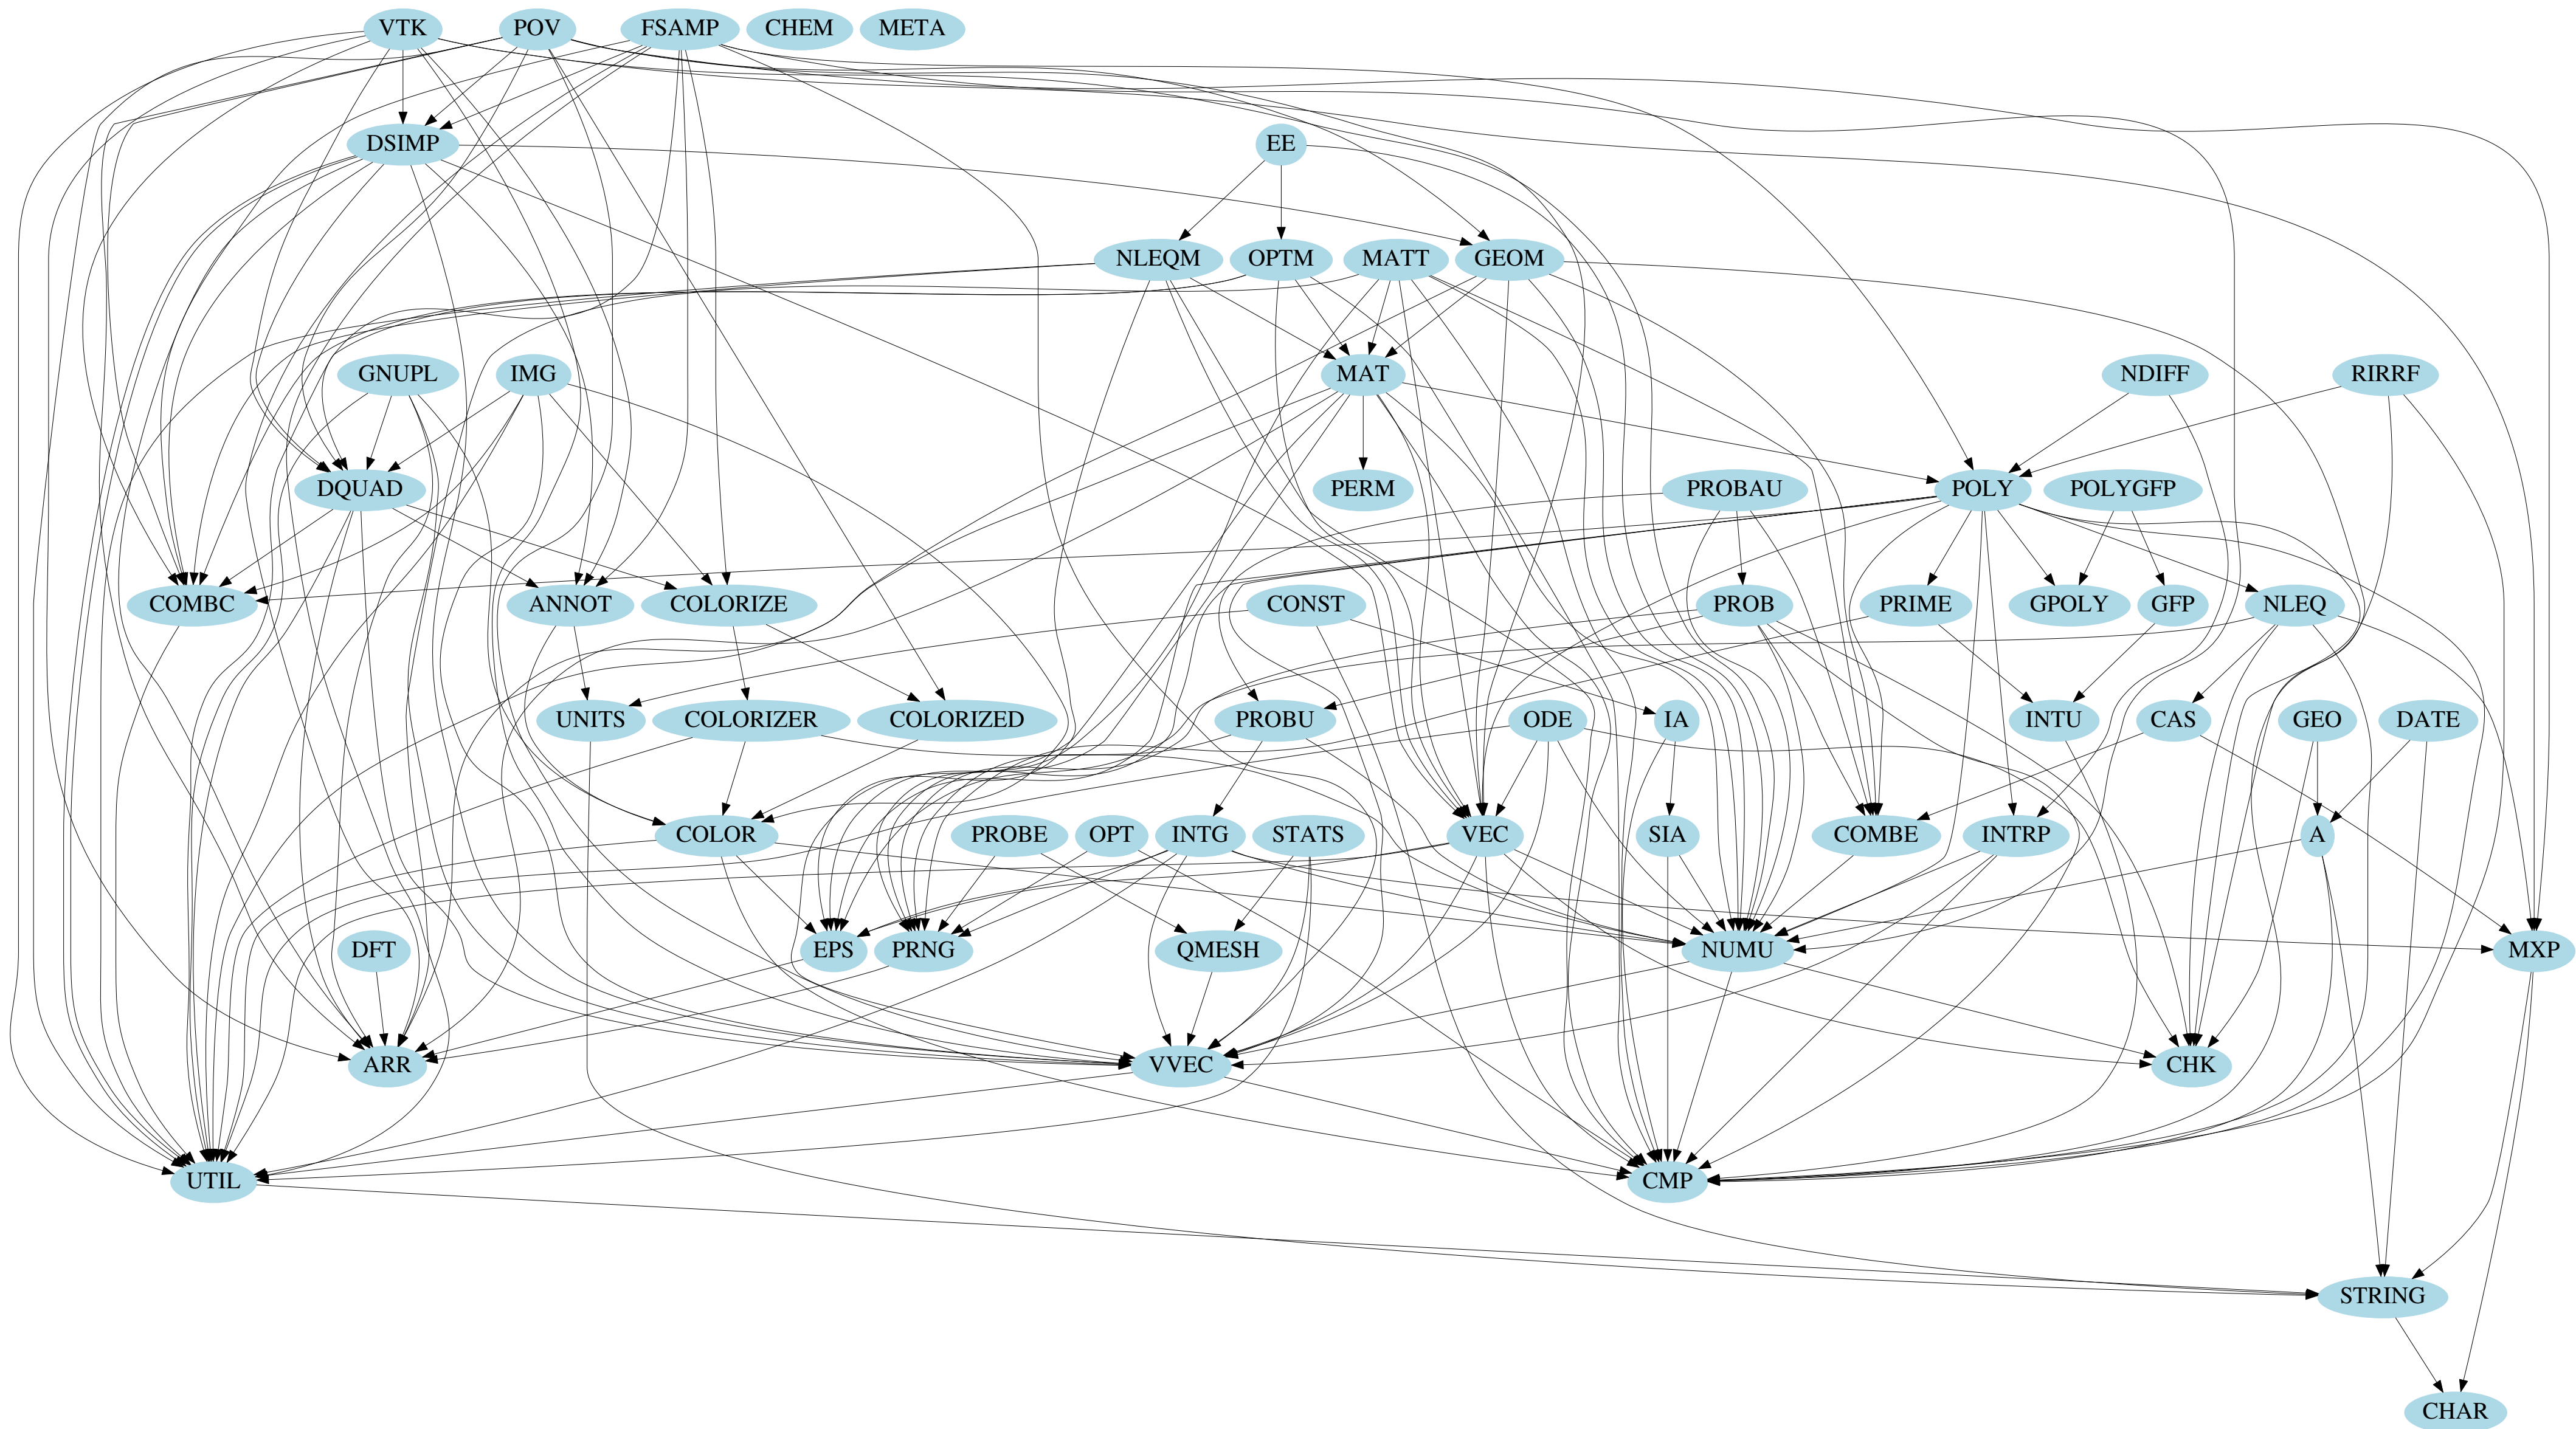 VTK POV FSAMP CHEM META
DSIMP EE
NLEQM OPTM MATT GEOM
GNUPL IMG MAT NDIFF RIRRF
DQUAD PERM PROBAU POLY POLYGFP
COMBC ANNOT COLORIZE CONST PROB PRIME GPOLY GFP NLEQ
UNITS COLORIZER COLORIZED PROBU ODE IA INTU CAS GEO DATE
COLOR PROBE OPT INTG STATS VEC SIA COMBE INTRP A
DFT EPS PRNG QMESH NUMU MXP
ARR VVEC CHK
UTIL CMP
STRING
CHAR